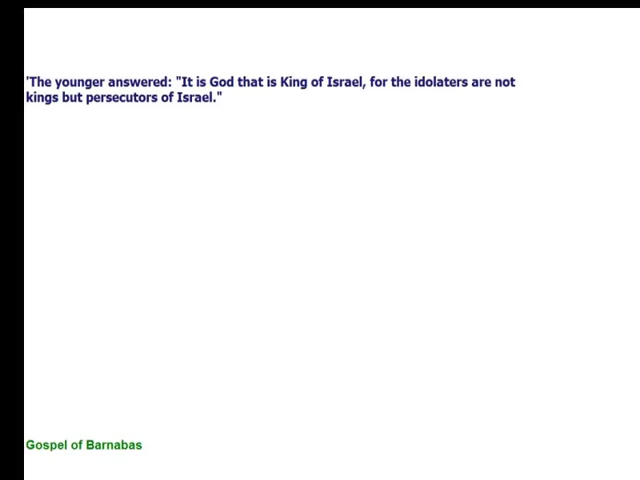 'The younger answered: "It is God that is King of Israel, for the idolaters are not
kings but persecutors of Israel."
Gospel of Barnabas